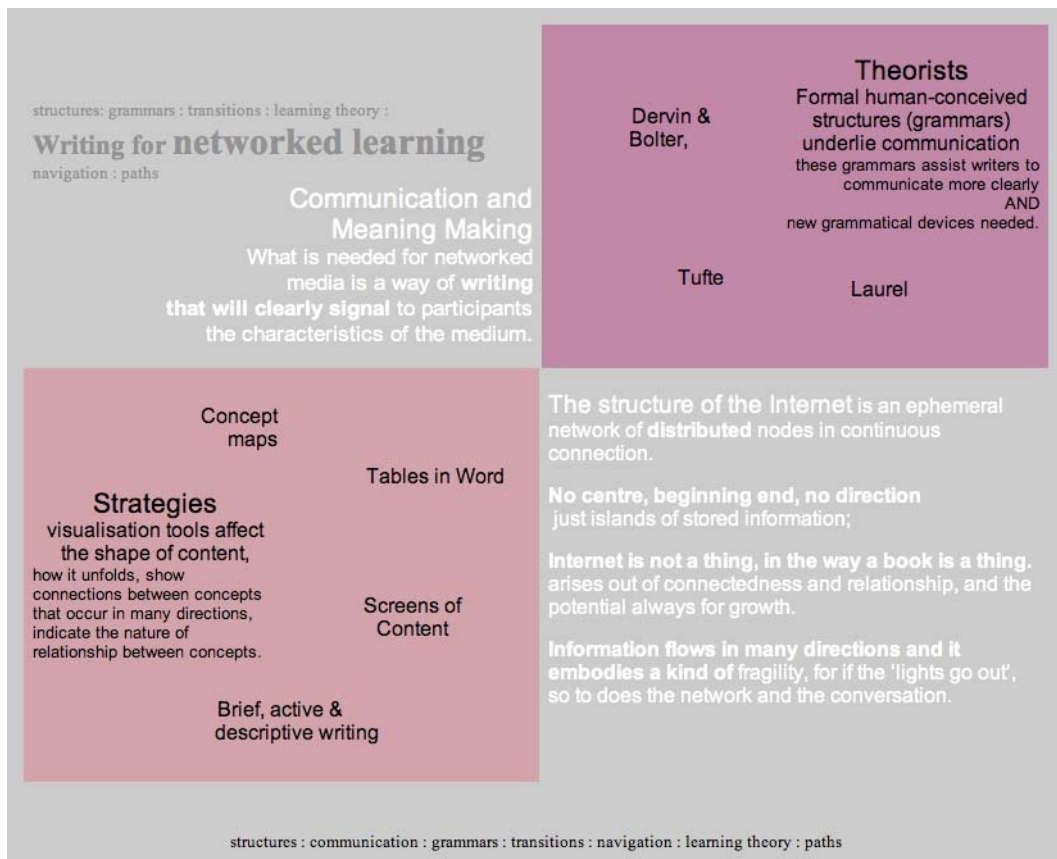 structures: grammars : transitions : learning theory :
Writing for networked learning
navigation : paths
Communication and
Meaning Making
What is needed for networked
media is a way of writing
that will clearly signal to participants
the characteristics of the medium.
Dervin &
Bolter,
Theorists
Formal human-conceived
structures (grammars)
underlie communication
these grammars assist writers to
communicate more clearly
AND
new grammatical devices needed.
Tufte
Laurel
Concept
maps
Tables in Word
Strategies
visualisation tools affect
the shape of content,
how it unfolds, show
connections between concepts
that occur in many directions,
indicate the nature of
relationship between concepts.
Screens of
Content
Brief, active &
descriptive writing
The structure of the Internet is an ephemeral
network of distributed nodes in continuous
connection.
No centre, beginning end, no direction
just islands of stored information;
Internet is not a thing, in the way a book is a thing.
arises out of connectedness and relationship, and the
potential always for growth.
Information flows in many directions and it
embodies a kind of fragility, for if the 'lights go out',
so to does the network and the conversation.
structures : communication : grammars : transitions : navigation : learning theory : paths